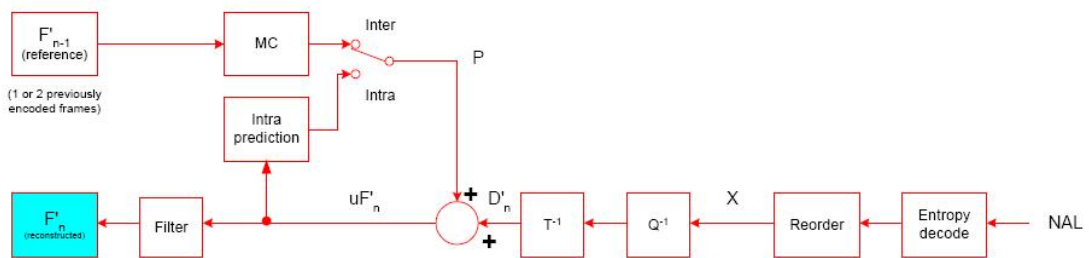 F'n-1
(reference)
MC
Inter
P
(1 or 2 previously
encoded frames)
Intra
Intra
prediction
F'n
(reconstructed)
Filter
uF'n
+
+
D'n
T-1
Q-1
X
Reorder
Entropy
decode
NAL